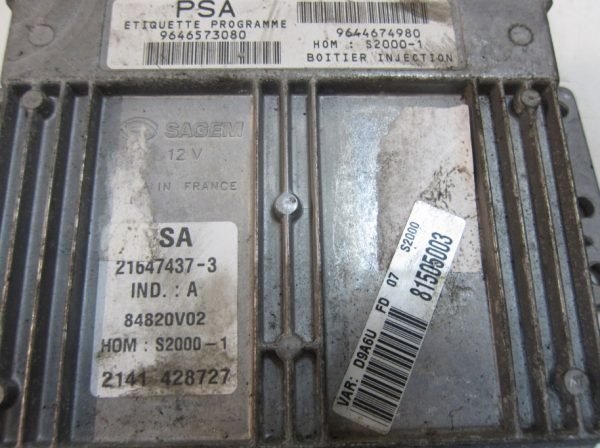 PSA
ETIQUETTE PROGRAMME
9646573080
9644674980
HOM : S2000-1
BOITIER INJECTION
SAGEM
12 V
IN FRANCE
SA
21647437-3
IND. : A
84820V02
HOM : S2000-1
2141 428727
VAR: D9A6U FD 07 S2000
81505003